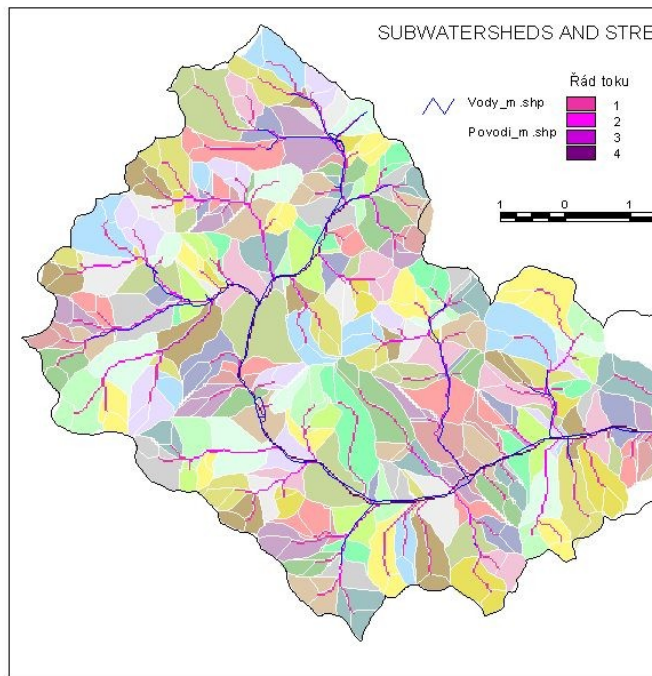 SUBWATERSHEDS AND STRE
Řád toku
Vody_m .shp
Povodi_m .shp
1
2
3
4
1 0 1